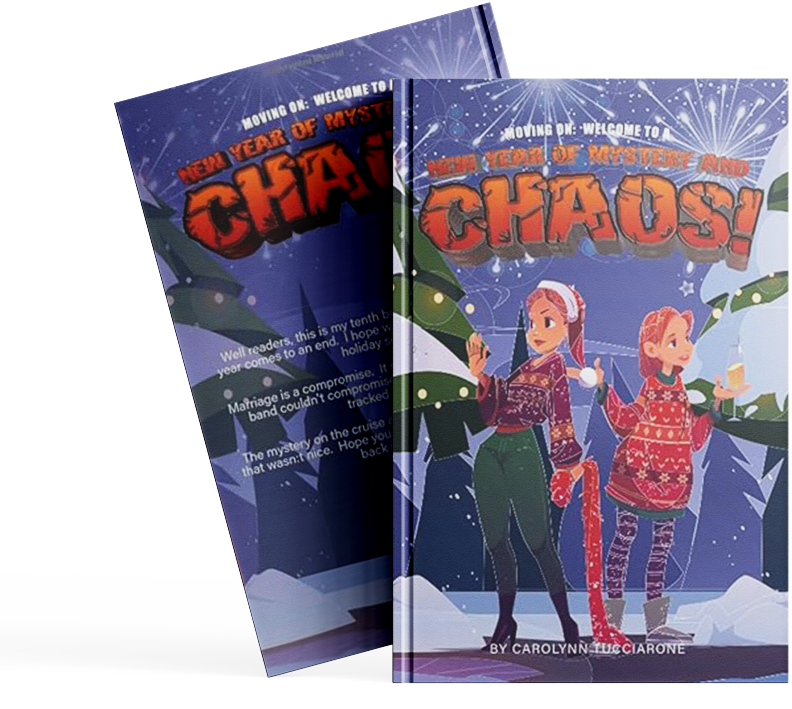 MOVING ON: WELCOME TO A
NEW YEAR OF MYST
CHA
Well readers, this is my tenth b
year comes to an end. I hope w
holiday s
Marriage is a compromise. It
band couldn't compromis
tracked
The mystery on the cruise
that wasn:t nice. Hope you
back
MOVING ON: WELCOME TO A
NEW YEAR OF MYSTERY AND
CHAOS!
BY CAROLYNN TUCCIARONE